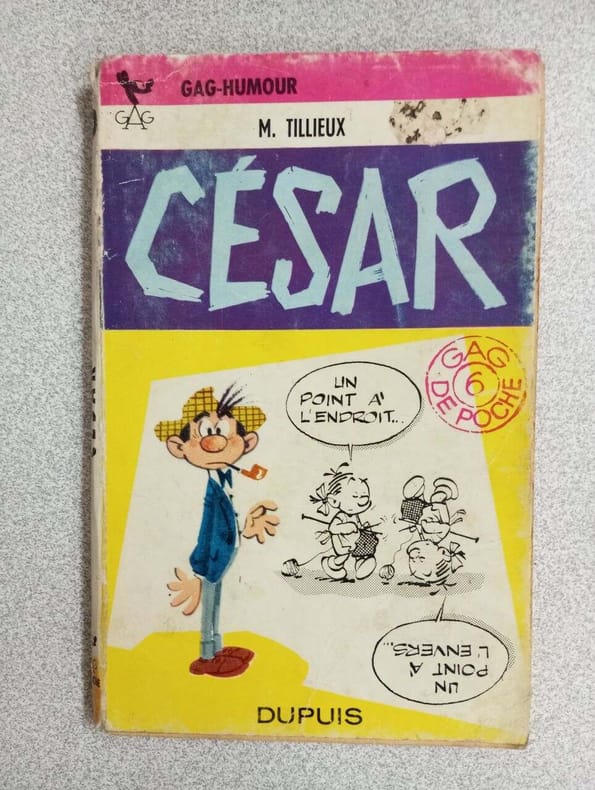 GAG
GAG-HUMOUR
M. TILLIEUX
CÉSAR
GAG
6
DE POCHE
UN
POINT À
L'ENDROIT...
UN
POINT À
L'ENVERS...
DUPUIS